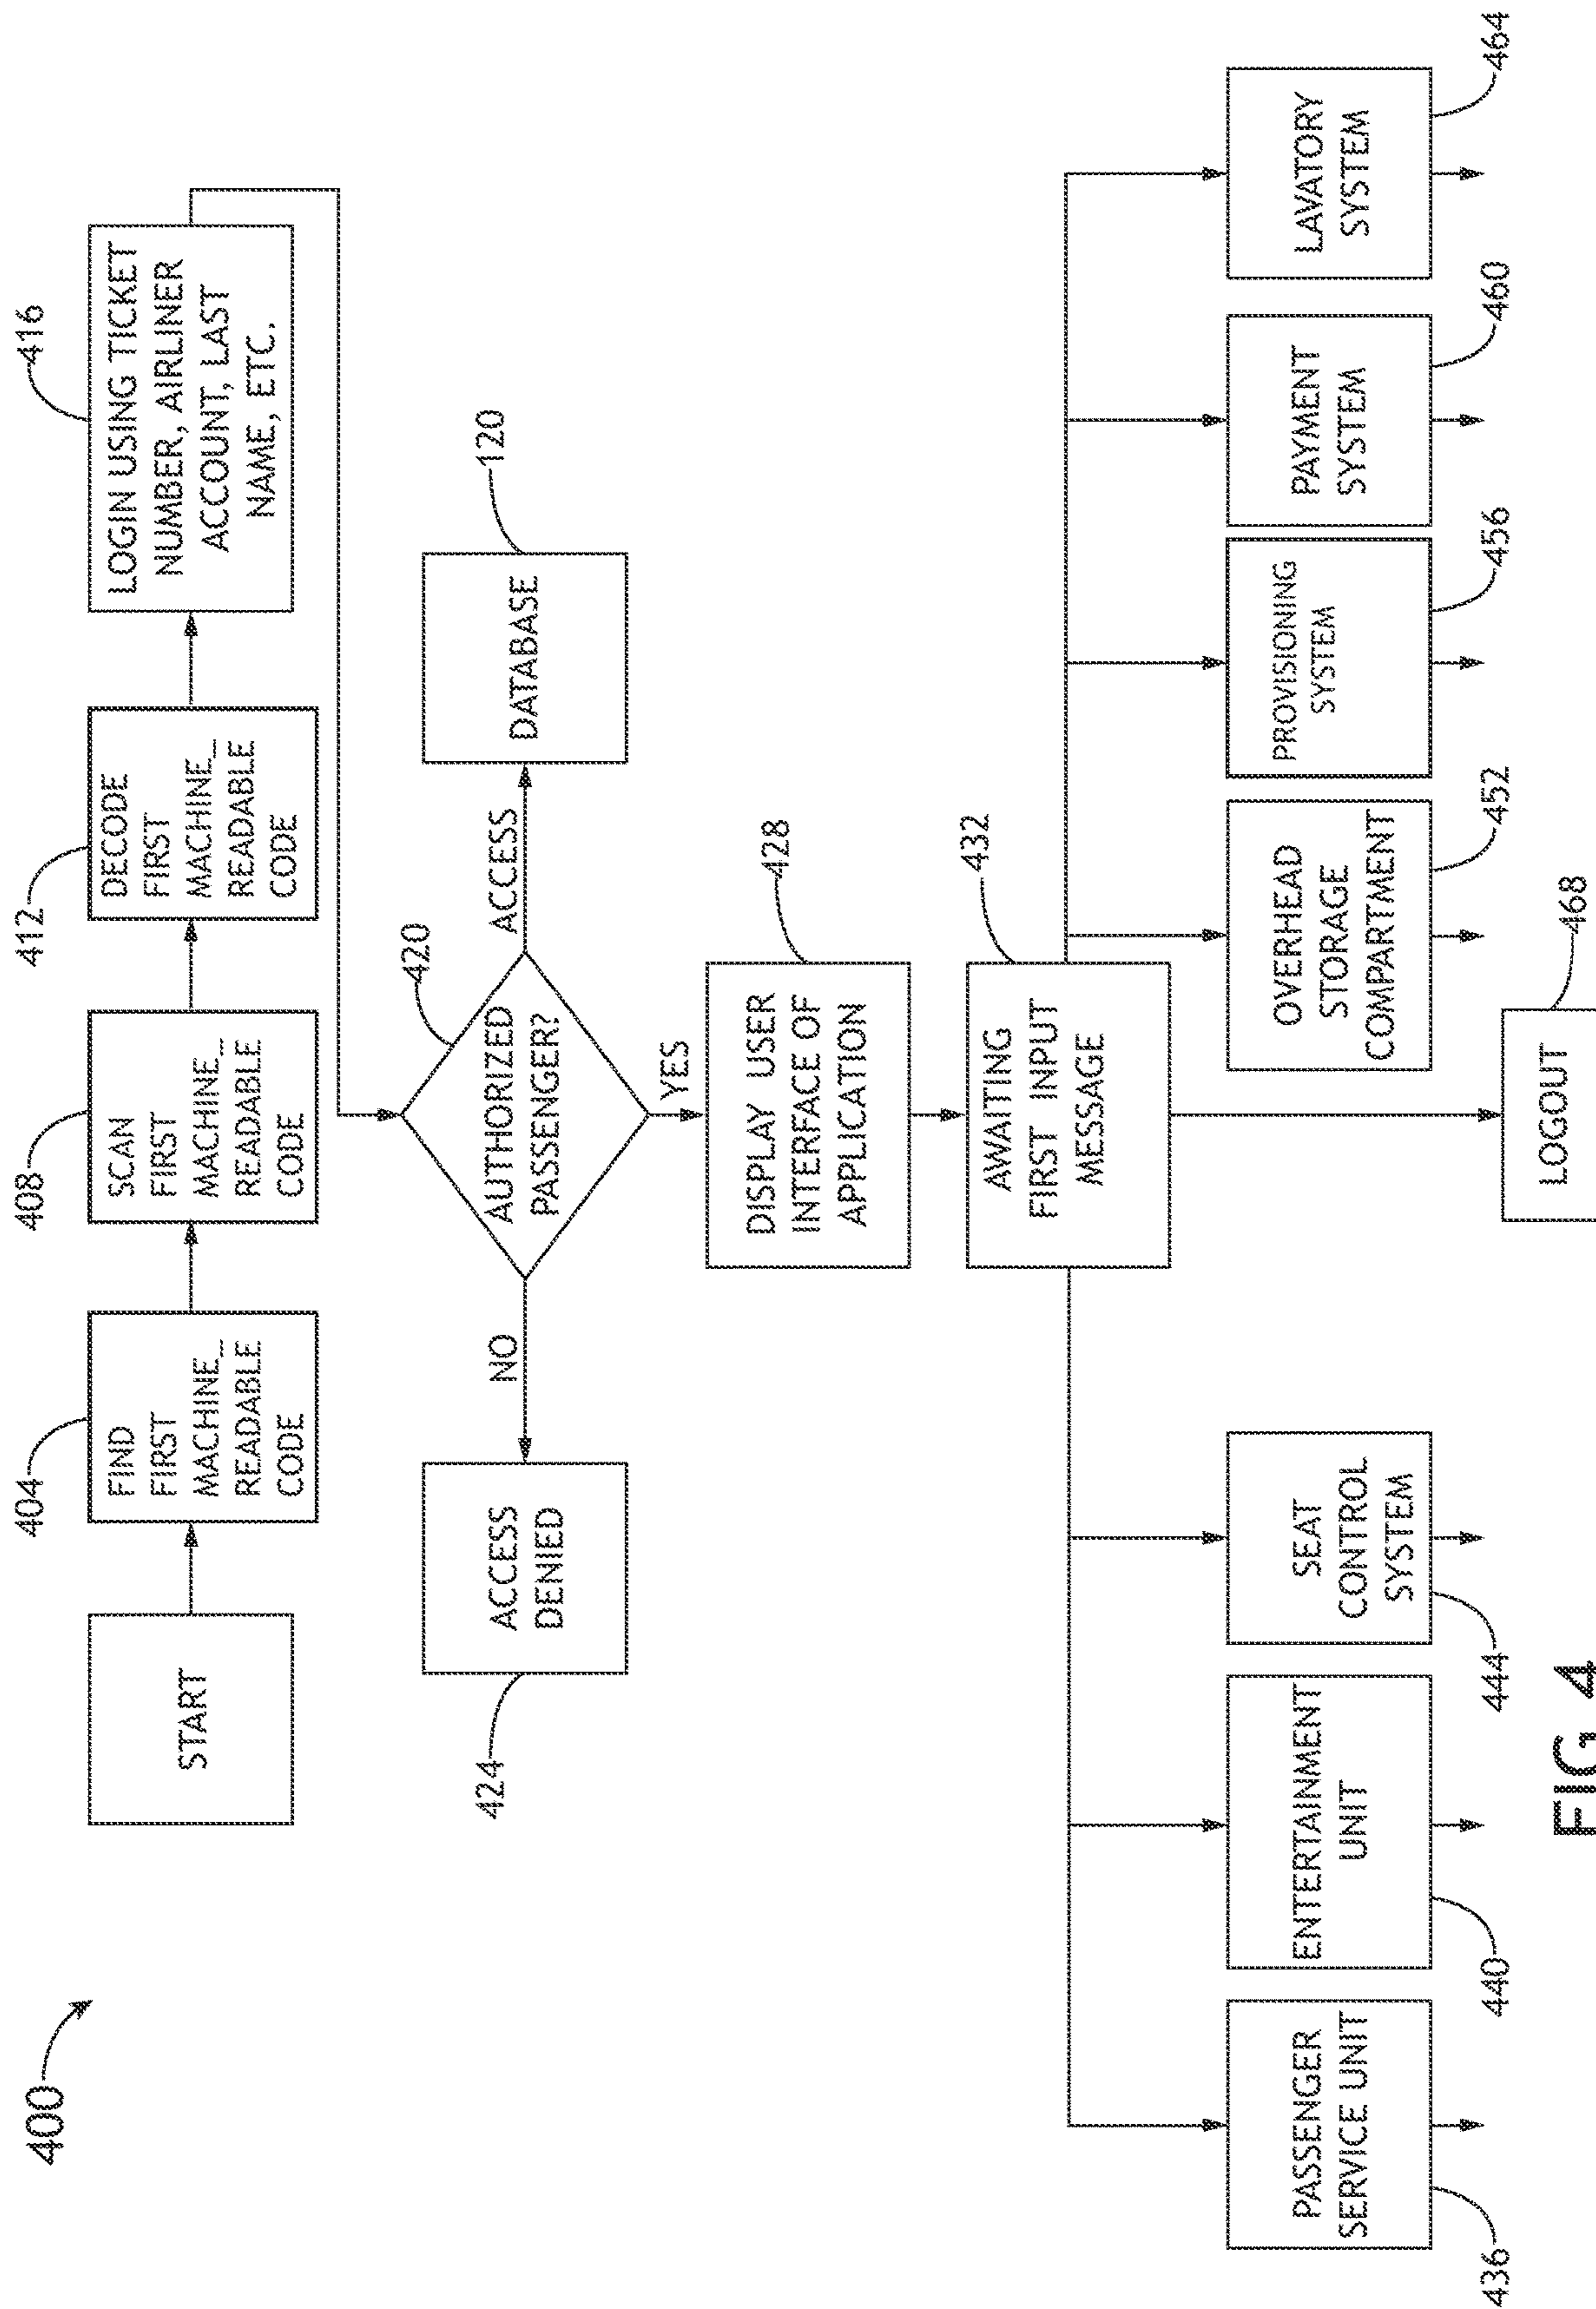 400
START
404
FIND
FIRST
MACHINE_
READABLE
CODE
408
SCAN
FIRST
MACHINE_
READABLE
CODE
412
DECODE
FIRST
MACHINE_
READABLE
CODE
416
LOGIN USING TICKET
NUMBER, AIRLINER
ACCOUNT, LAST
NAME, ETC.
424
ACCESS
DENIED
NO
420
AUTHORIZED
PASSENGER?
ACCESS
DATABASE
120
YES
428
DISPLAY USER
INTERFACE OF
APPLICATION
432
AWAITING
FIRST INPUT
MESSAGE
PASSENGER
SERVICE UNIT
436
ENTERTAINMENT
UNIT
440
SEAT
CONTROL
SYSTEM
444
OVERHEAD
STORAGE
COMPARTMENT
452
PROVISIONING
SYSTEM
456
PAYMENT
SYSTEM
460
LAVATORY
SYSTEM
464
468
LOGOUT
FIG 4